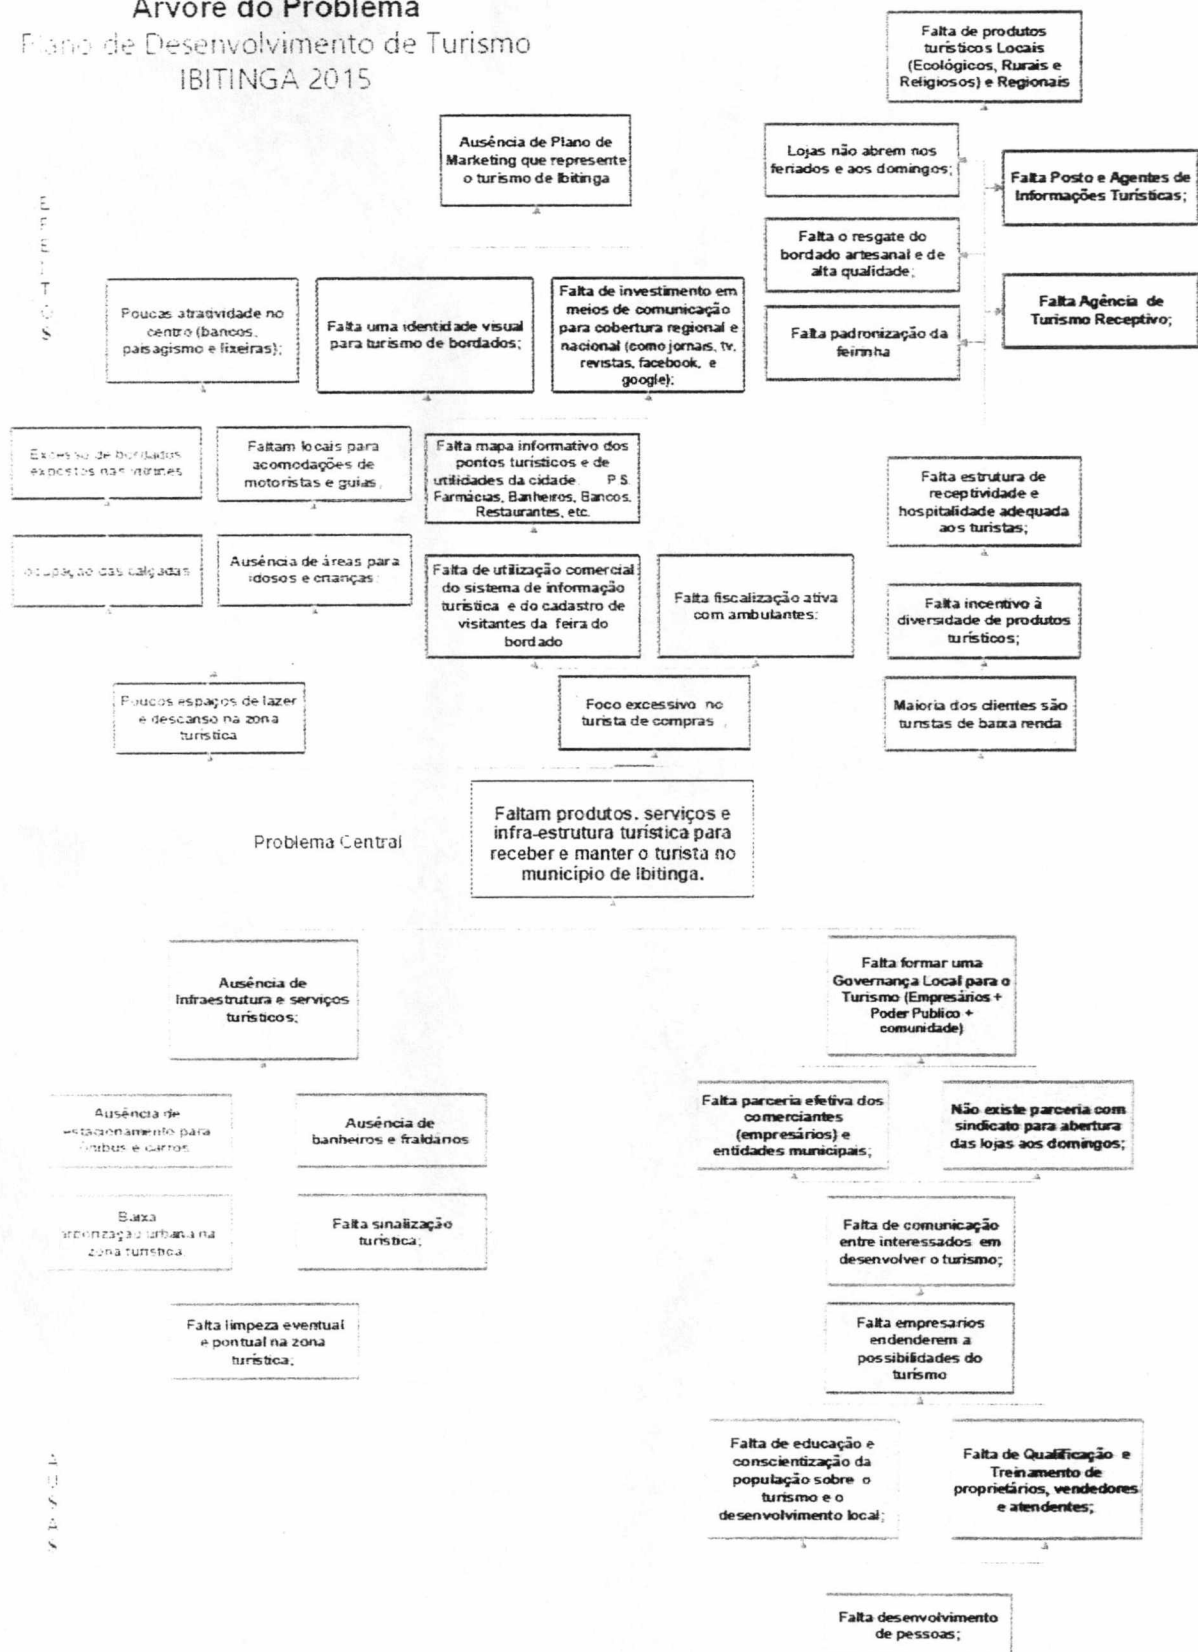 Árvore do Problema
Plano de Desenvolvimento de Turismo
IBITINGA 2015
EFEITOS
Falta de produtos
turísticos Locais
(Ecológicos, Rurais e
Religiosos) e Regionais
Ausência de Plano de
Marketing que represente
o turismo de Ibitinga
Lojas não abrem nos
feriados e aos domingos;
Falta Posto e Agentes de
Informações Turísticas;
Falta o resgate do
bordado artesanal e de
alta qualidade;
Falta Agência de
Turismo Receptivo;
Falta padronização da
feirinha
Poucas atratividade no
centro (bancos,
paisagismo e lixeiras);
Falta uma identidade visual
para turismo de bordados;
Falta de investimento em
meios de comunicação
para cobertura regional e
nacional (como jornais, tv,
revistas, facebook, e
google);
Excesso de bordados
expostos nas vitrines
Faltam locais para
acomodações de
motoristas e guias.
Falta mapa informativo dos
pontos turísticos e de
utilidades da cidade. P.S.
Farmácias, Banheiros, Bancos,
Restaurantes, etc.
Falta estrutura de
receptividade e
hospitalidade adequada
aos turistas;
ocupação das calçadas
Ausência de áreas para
idosos e crianças.
Falta de utilização comercial
do sistema de informação
turística e do cadastro de
visitantes da feira do
bordado
Falta fiscalização ativa
com ambulantes:
Falta incentivo à
diversidade de produtos
turísticos;
Poucos espaços de lazer
e descanso na zona
turística
Foco excessivo no
turista de compras
Maioria dos clientes são
turistas de baixa renda
Problema Central
Faltam produtos, serviços e
infra-estrutura turística para
receber e manter o turista no
município de Ibitinga.
Ausência de
Infraestrutura e serviços
turísticos;
Falta formar uma
Governança Local para o
Turismo (Empresários +
Poder Publico +
comunidade)
Ausência de
estacionamento para
ônibus e carros
Ausência de
banheiros e fraldários
Falta parceria efetiva dos
comerciantes
(empresários) e
entidades municipais;
Não existe parceria com
sindicato para abertura
das lojas aos domingos;
Baixa
arborização urbana na
zona turística.
Falta sinalização
turística;
Falta de comunicação
entre interessados em
desenvolver o turismo;
Falta limpeza eventual
e pontual na zona
turística;
Falta empresarios
endenderem a
possibilidades do
turismo
AUSAS
Falta de educação e
conscientização da
população sobre o
turismo e o
desenvolvimento local;
Falta de Qualificação e
Treinamento de
proprietários, vendedores
e atendentes;
Falta desenvolvimento
de pessoas;